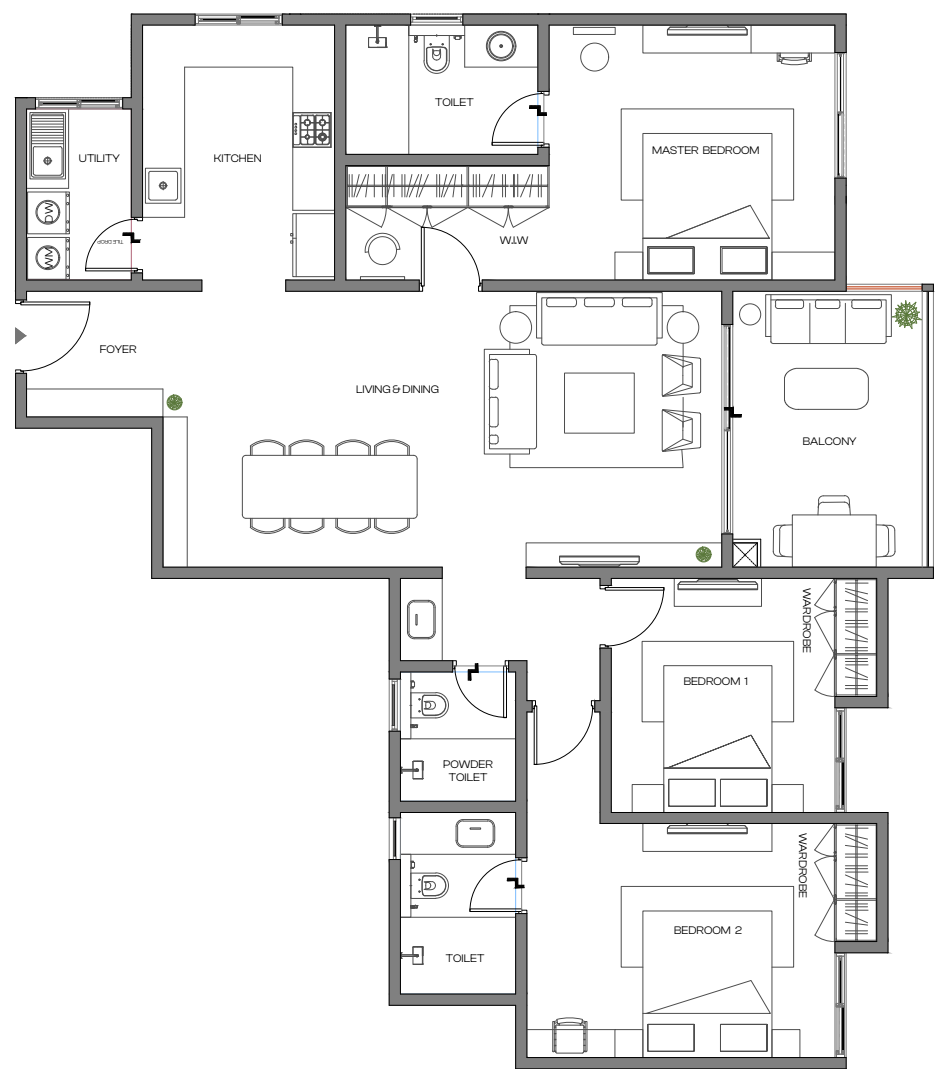 TOILET
UTILITY
KITCHEN
MASTER BEDROOM
W.I.W.
TILE DROP
WD
WM
FOYER
LIVING & DINING
BALCONY
WARDROBE
BEDROOM 1
POWDER
TOILET
WARDROBE
BEDROOM 2
TOILET